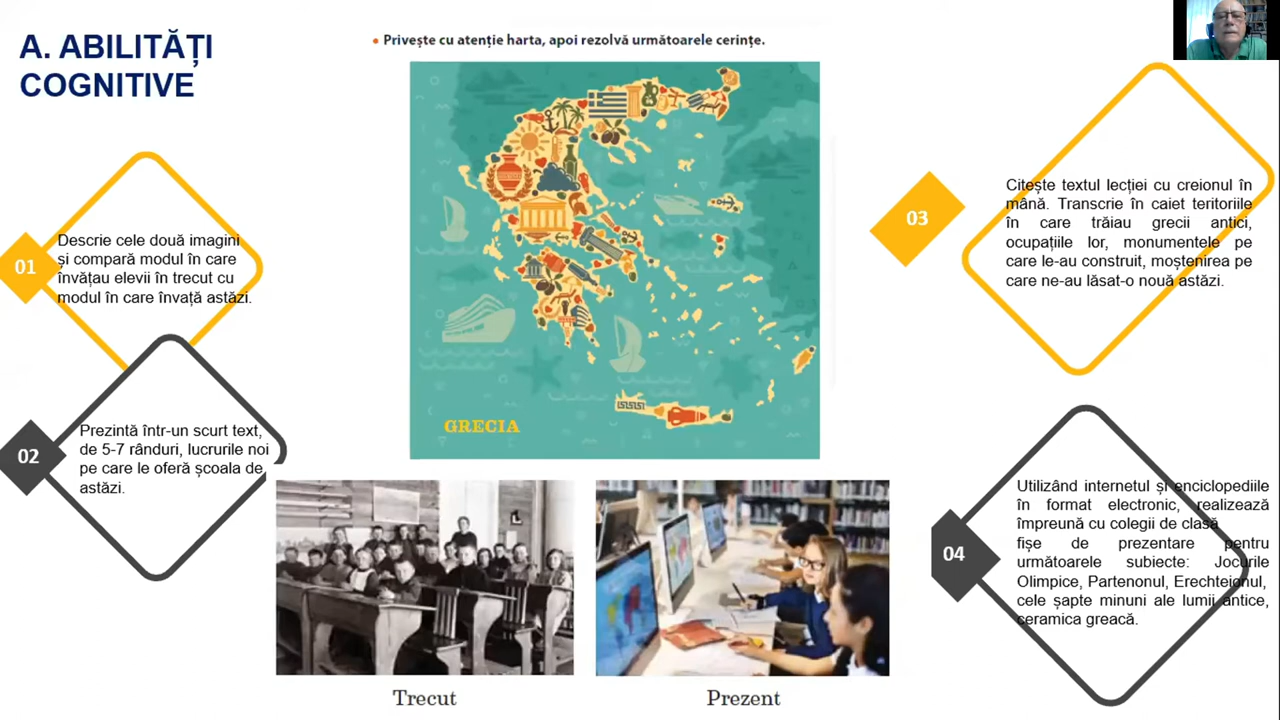 A. ABILITĂȚI
COGNITIVE
• Privește cu atenție harta, apoi rezolvă următoarele cerințe.
GRECIA
01
Descrie cele două imagini
și compară modul în care
învățau elevii în trecut cu
modul în care învață astăzi.
02
Prezintă într-un scurt text,
de 5-7 rânduri, lucrurile noi
pe care le oferă școala de
astăzi.
Trecut
Prezent
03
Citește textul lecției cu creionul în
mână. Transcrie în caiet teritoriile
în care trăiau grecii antici,
ocupațiile lor, monumentele pe
care le-au construit, moștenirea pe
care ne-au lăsat-o nouă astăzi.
04
Utilizând internetul și enciclopediile
în format electronic, realizează
împreună cu colegii de clasă
fișe de prezentare pentru
următoarele subiecte: Jocurile
Olimpice, Partenonul, Erechteionul,
cele șapte minuni ale lumii antice,
ceramica greacă.